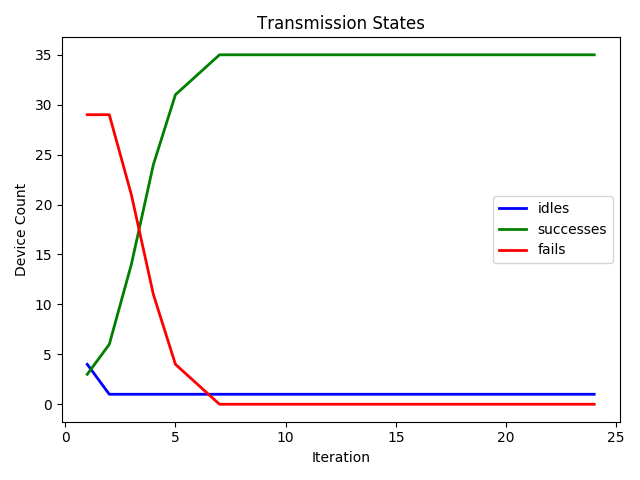 Transmission States
Device Count
35
30
25
20
15
10
5
0
idles
successes
fails
0 5 10 15 20 25
Iteration